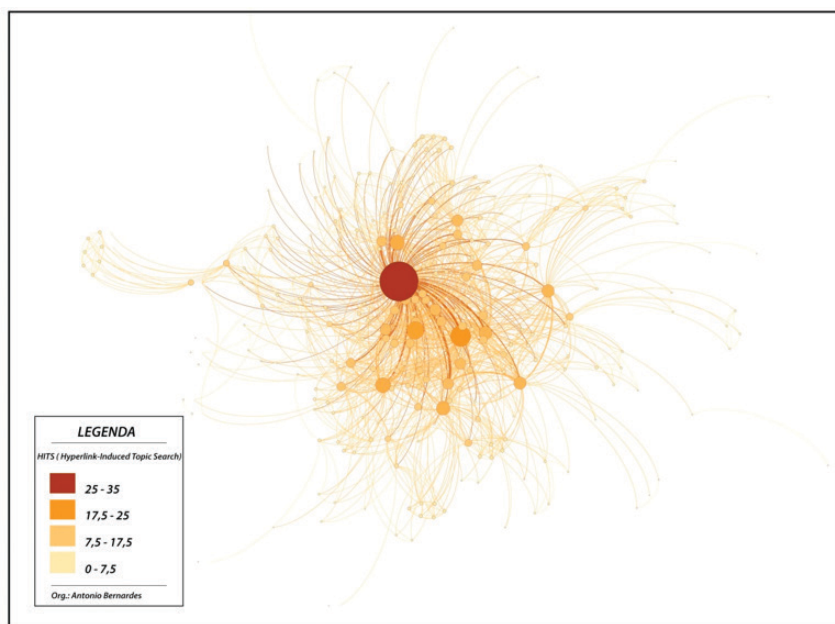 LEGENDA
HITS ( Hyperlink-Induced Topic Search)
25 - 35
17,5 - 25
7,5 - 17,5
0 - 7,5
Org.: Antonio Bernardes